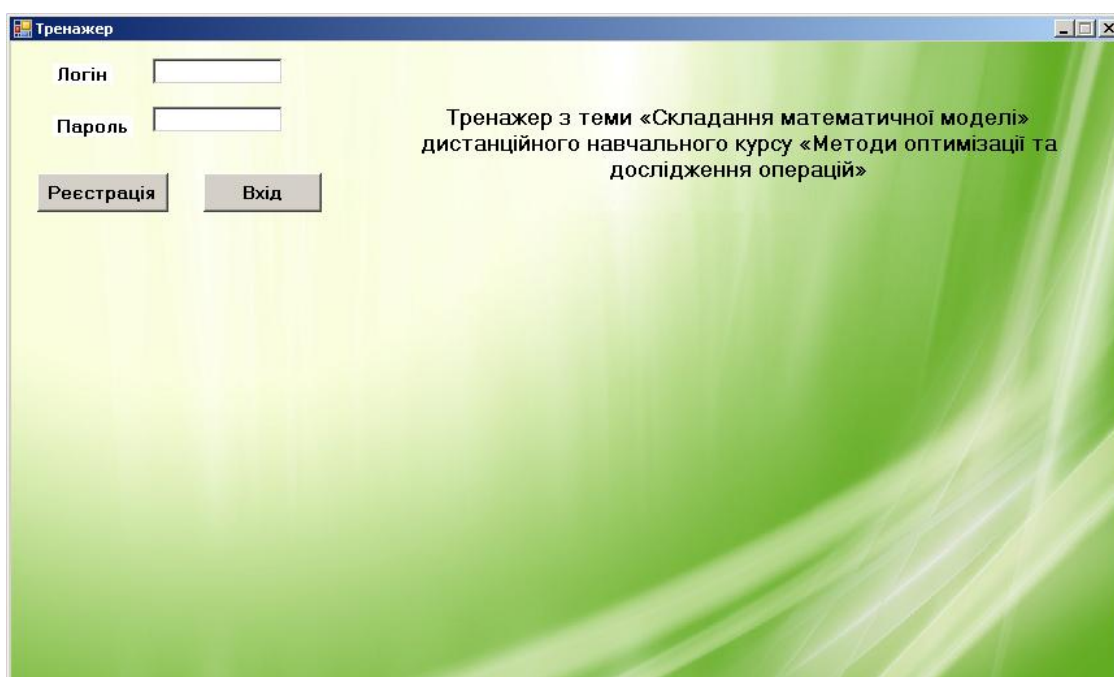 Тренажер
Логін
Пароль
Реєстрація Вхід
Тренажер з теми «Складання математичної моделі»
дистанційного навчального курсу «Методи оптимізації та
дослідження операцій»